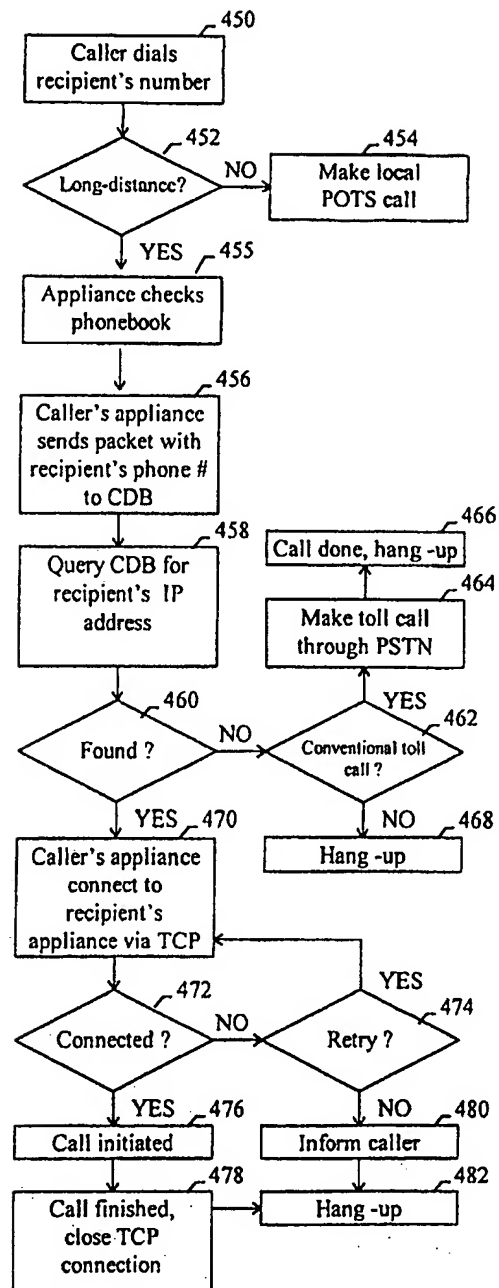 450
Caller dials
recipient's number
452
Long-distance?
NO
454
Make local
POTS call
YES
455
Appliance checks
phonebook
456
Caller's appliance
sends packet with
recipient's phone #
to CDB
458
Query CDB for
recipient's IP
address
466
Call done, hang -up
464
Make toll call
through PSTN
YES
460
Found ?
NO
462
Conventional toll
call ?
YES
470
NO
468
Hang -up
Caller's appliance
connect to
recipient's
appliance via TCP
YES
472
Connected ?
NO
474
Retry ?
YES
476
Call initiated
NO
480
Inform caller
478
Call finished,
close TCP
connection
482
Hang -up